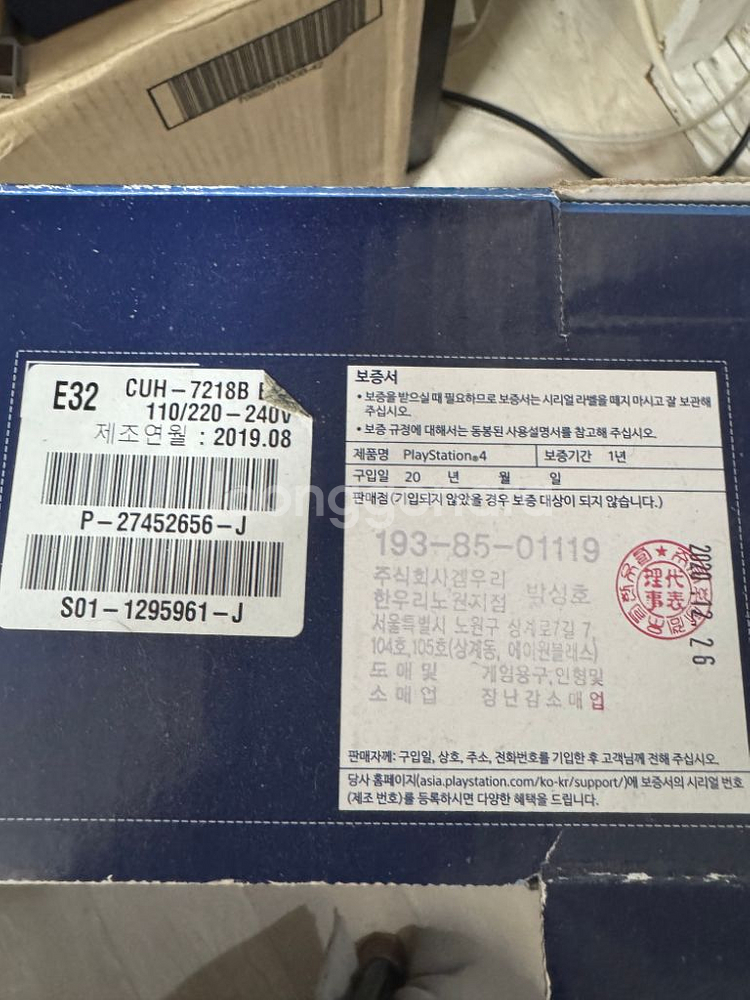 E32
CUH-7218B
110/220-240V
제조연월 : 2019.08
P-27452656-J
S01-1295961-J
보증서
• 보증을 받으실 때 필요하므로 보증서는 시리얼 라벨을 떼지 마시고 잘 보관해
주십시오.
• 보증 규정에 대해서는 동봉된 사용설명서를 참고해 주십시오.
제품명 PlayStation®4 보증기간 1년
구입일 20 년 월 일
판매점 (기입되지 않았을 경우 보증 대상이 되지 않습니다.)
193-85-01119
주식회사겜우리
한우리노원지점 박성호
서울특별시 노원구 상계로7길 7,
104호,105호(상계동, 에이원블래스)
도매 및 게임용구,인형및
소매업 장난감소매업
代表
理事
판매자께: 구입일, 상호, 주소, 전화번호를 기입한 후 고객님께 전해 주십시오.
당사 홈페이지(asia.playstation.com/ko-kr/support/)에 보증서의 시리얼 번호
(제조 번호)를 등록하시면 다양한 혜택을 드립니다.